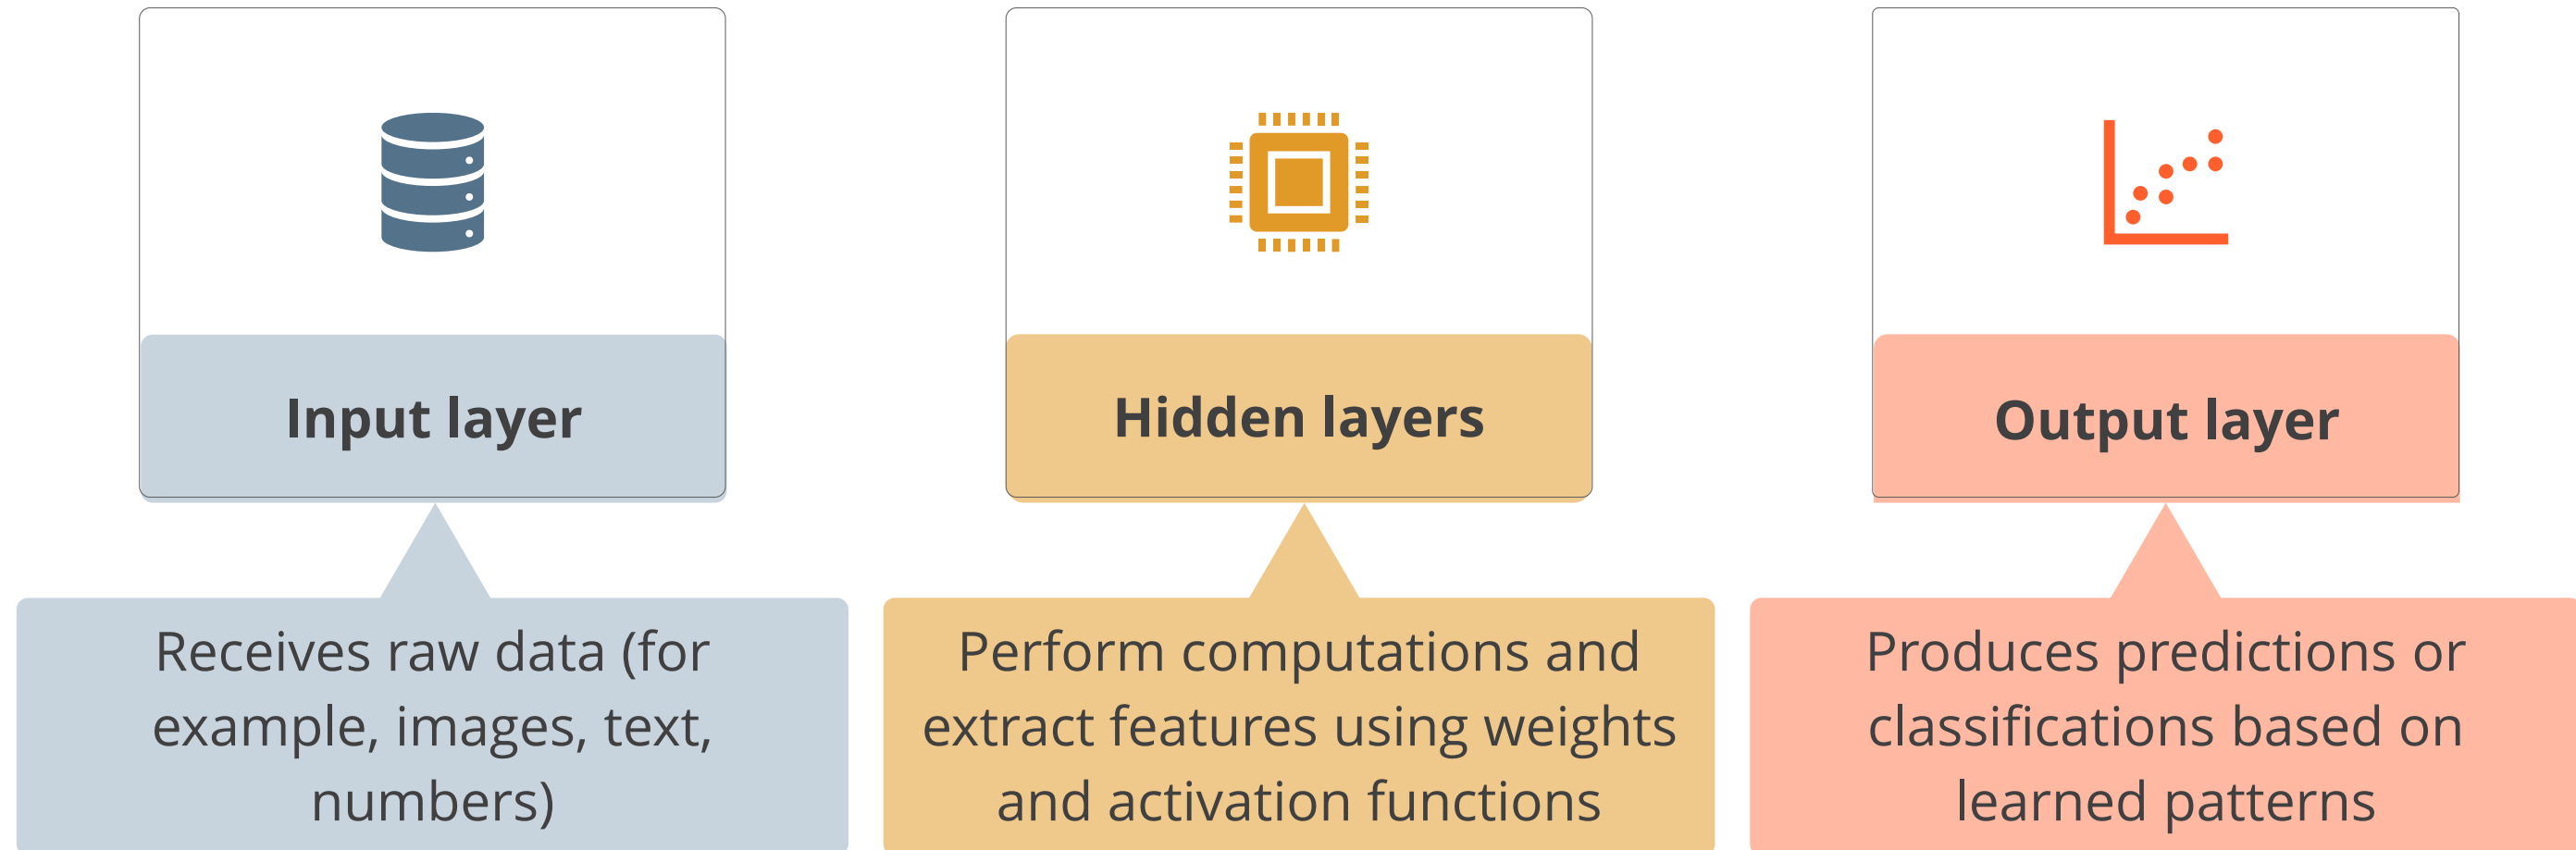 Input layer
Receives raw data (for
example, images, text,
numbers)
Hidden layers
Perform computations and
extract features using weights
and activation functions
Output layer
Produces predictions or
classifications based on
learned patterns